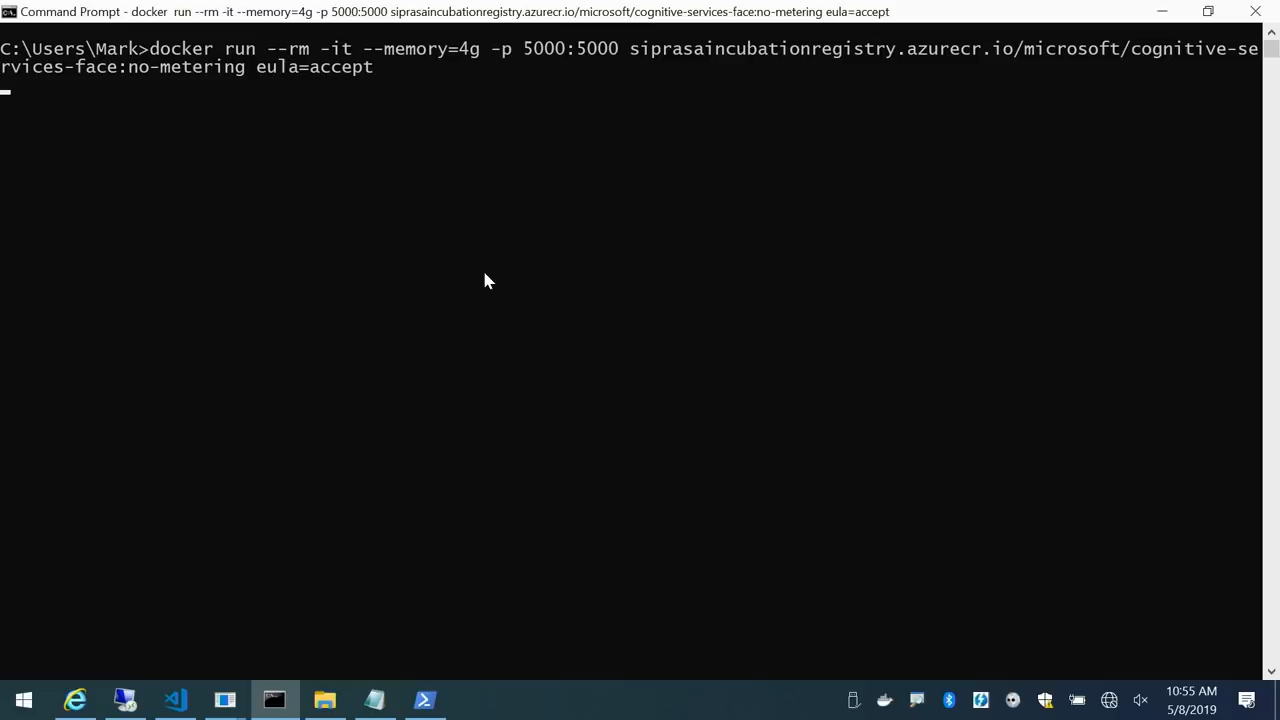 Command Prompt - docker  run --rm -it --memory=4g -p 5000:5000 siprasaincubationregistry.azurecr.io/microsoft/cognitive-services-face:no-metering eula=accept
C:\Users\Mark>docker run --rm -it --memory=4g -p 5000:5000 siprasaincubationregistry.azurecr.io/microsoft/cognitive-se
rvices-face:no-metering eula=accept
10:55 AM
5/8/2019